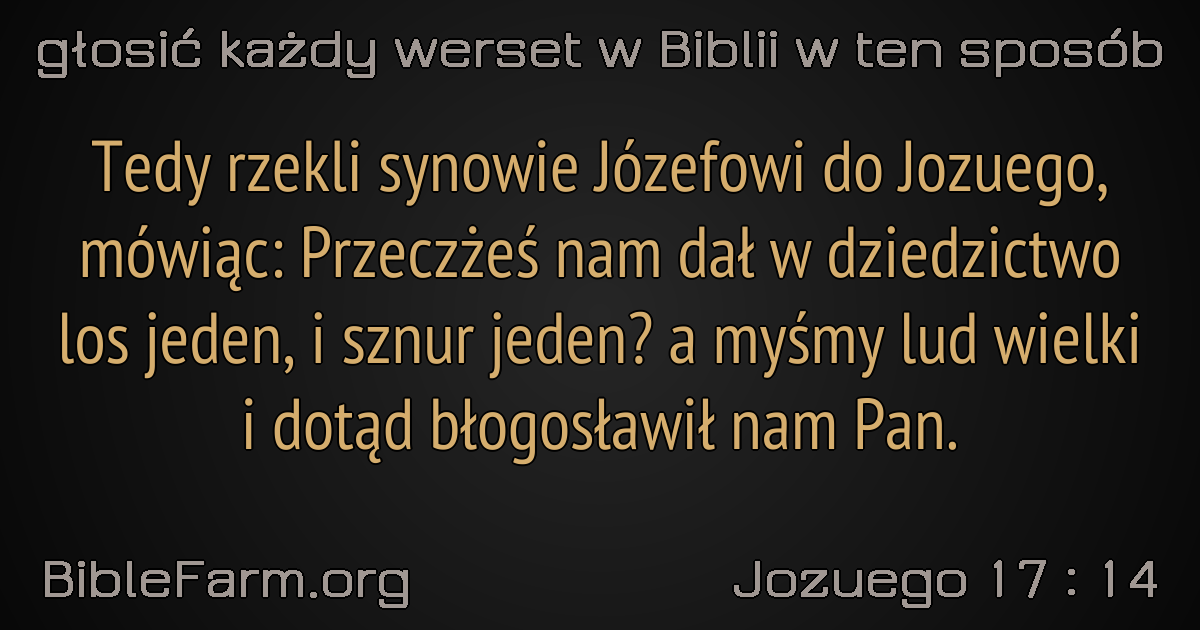 głosić każdy werset w Biblii w ten sposób
Tedy rzekli synowie Józefowi do Jozuego,
mówiąc: Przeczżeś nam dał w dziedzictwo
los jeden, i sznur jeden? a myśmy lud wielki
i dotąd błogosławił nam Pan.
BibleFarm.org
Jozuego 17 : 14